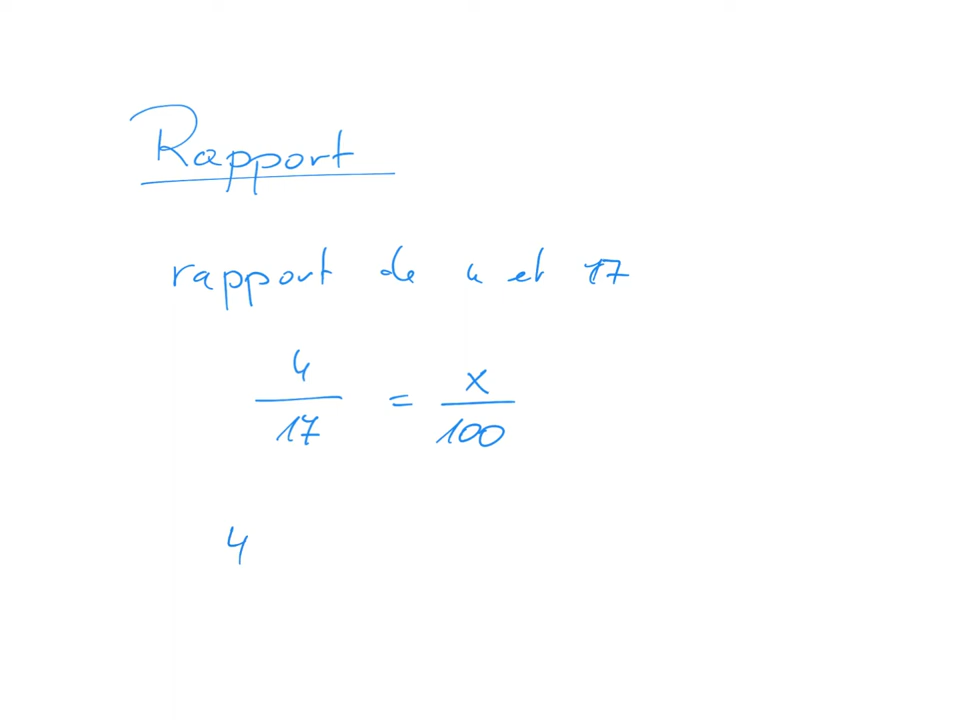 Rapport
rapport de 4 et 17
4/17 = x/100
4